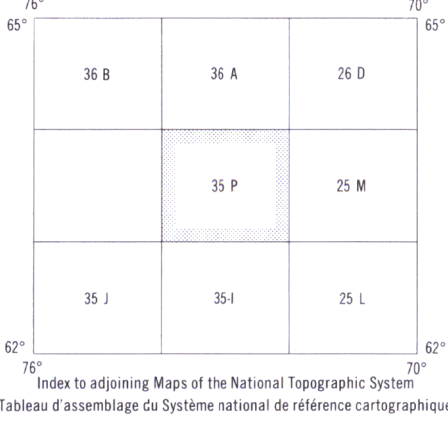 76° 70°
65° 65°
36 B 36 A 26 D
35 P 25 M
35 J 35-I 25 L
62° 62°
76° 70°
Index to adjoining Maps of the National Topographic System
Tableau d'assemblage du Système national de référence cartographique